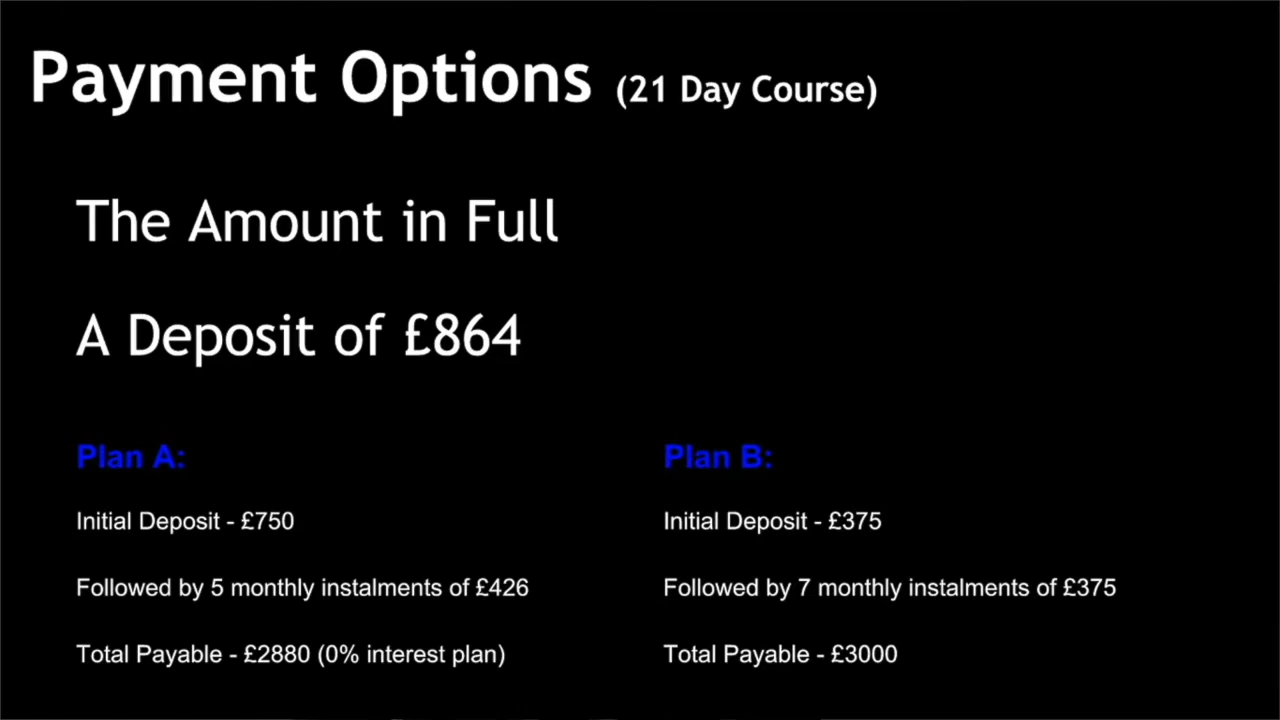 Payment Options (21 Day Course)
The Amount in Full
A Deposit of £864
Plan A:
Initial Deposit - £750
Followed by 5 monthly instalments of £426
Total Payable - £2880 (0% interest plan)
Plan B:
Initial Deposit - £375
Followed by 7 monthly instalments of £375
Total Payable - £3000